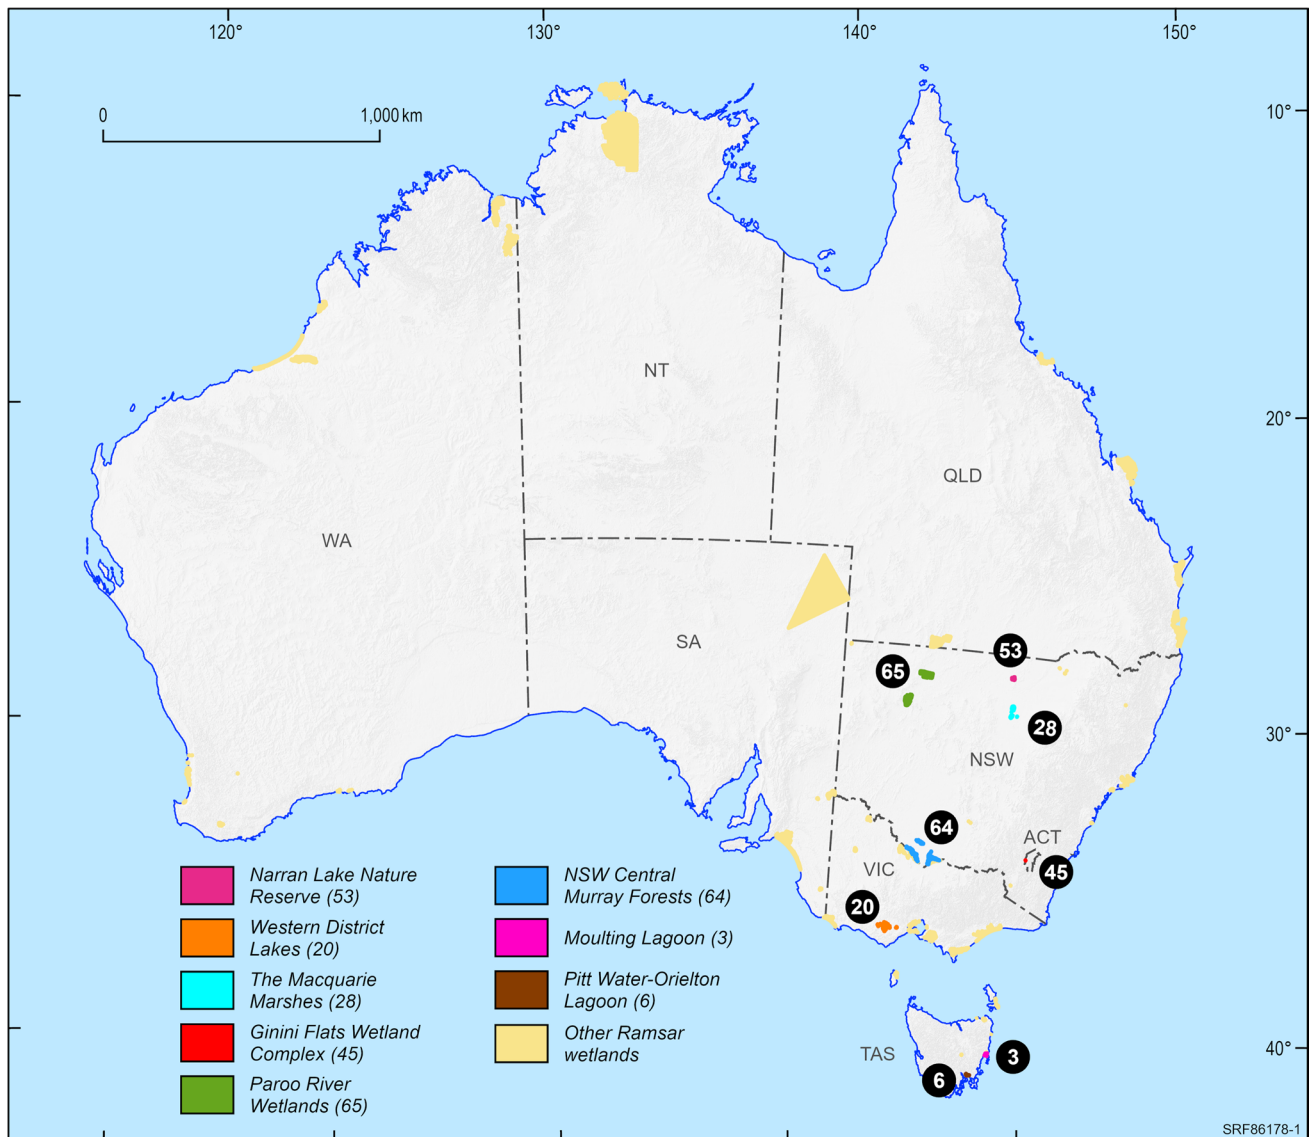 120°
130°
140°
150°
0
1,000 km
10°
20°
30°
40°
NT
QLD
WA
SA
53
65
28
NSW
64
ACT
VIC
45
20
TAS
3
6
Narran Lake Nature
Reserve (53)
Western District
Lakes (20)
The Macquarie
Marshes (28)
Ginini Flats Wetland
Complex (45)
Paroo River
Wetlands (65)
NSW Central
Murray Forests (64)
Moulting Lagoon (3)
Pitt Water-Orielton
Lagoon (6)
Other Ramsar
wetlands
SRF86178-1